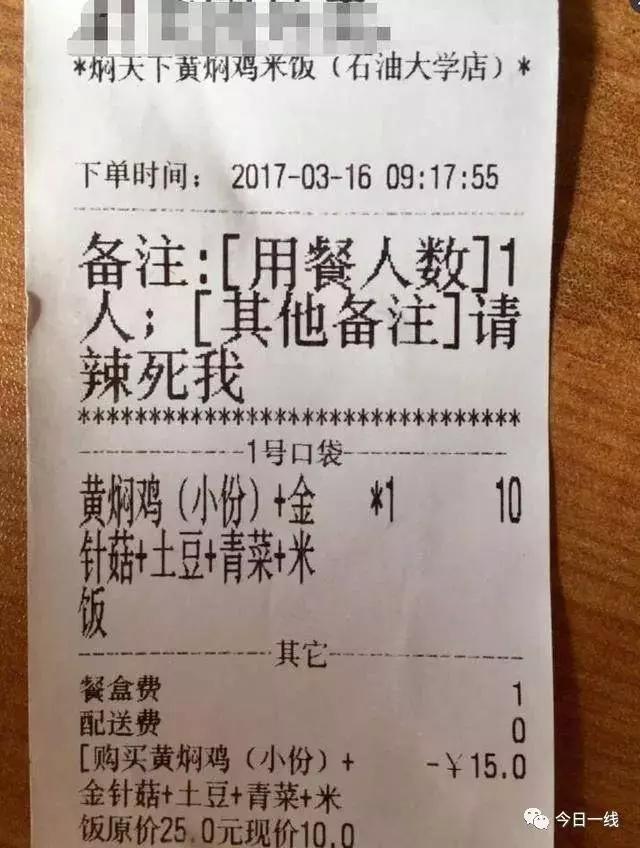 *焖天下黄焖鸡米饭（石油大学店）*
下单时间： 2017-03-16 09:17:55
备注:[用餐人数]1
人；[其他备注]请
辣死我
***********************************
1号口袋
黄焖鸡（小份）+金 *1 10
针菇+土豆+青菜+米
饭
其它
餐盒费 1
配送费 0
[购买黄焖鸡（小份）+ -￥15.0
金针菇+土豆+青菜+米
饭原价25.0元现价10.0
今日一线